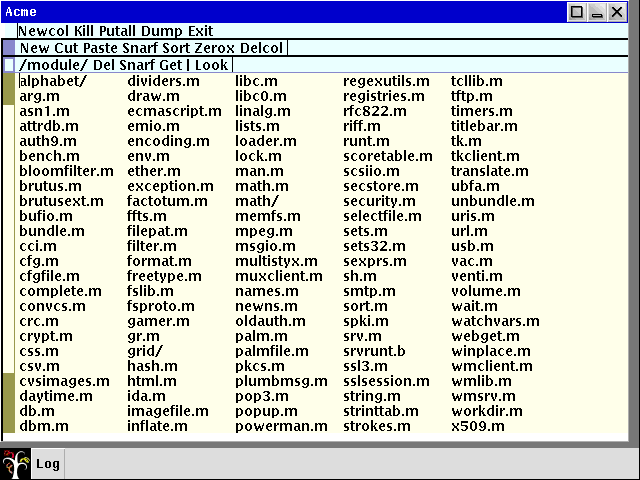 Acme
Newcol Kill Putall Dump Exit
New Cut Paste Snarf Sort Zerox Delcol
/module/ Del Snarf Get | Look
alphabet/ dividers.m libc.m regexutils.m tcllib.m
arg.m draw.m libc0.m registries.m tftp.m
asn1.m ecmascript.m linalg.m rfc822.m timers.m
attrdb.m emio.m lists.m riff.m titlebar.m
auth9.m encoding.m loader.m runt.m tk.m
bench.m env.m lock.m scoretable.m tkclient.m
bloomfilter.m ether.m man.m scsiio.m translate.m
brutus.m exception.m math.m secstore.m ubfa.m
brutusext.m factotum.m math/ security.m unbundle.m
bufio.m ffts.m memfs.m selectfile.m uris.m
bundle.m filepat.m mpeg.m sets.m url.m
cci.m filter.m msgio.m sets32.m usb.m
cfg.m format.m multistyx.m sexprs.m vac.m
cfgfile.m freetype.m muxclient.m sh.m venti.m
complete.m fslib.m names.m smtp.m volume.m
convcs.m fsproto.m newns.m sort.m wait.m
crc.m gamer.m oldauth.m spki.m watchvars.m
crypt.m gr.m palm.m srv.m webget.m
css.m grid/ palmfile.m srvrunt.b winplace.m
csv.m hash.m pkcs.m ssl3.m wmclient.m
cvsimages.m html.m plumbmsg.m sslsession.m wmlib.m
daytime.m ida.m pop3.m string.m wmsrv.m
db.m imagefile.m popup.m strinttab.m workdir.m
dbm.m inflate.m powerman.m strokes.m x509.m
Log